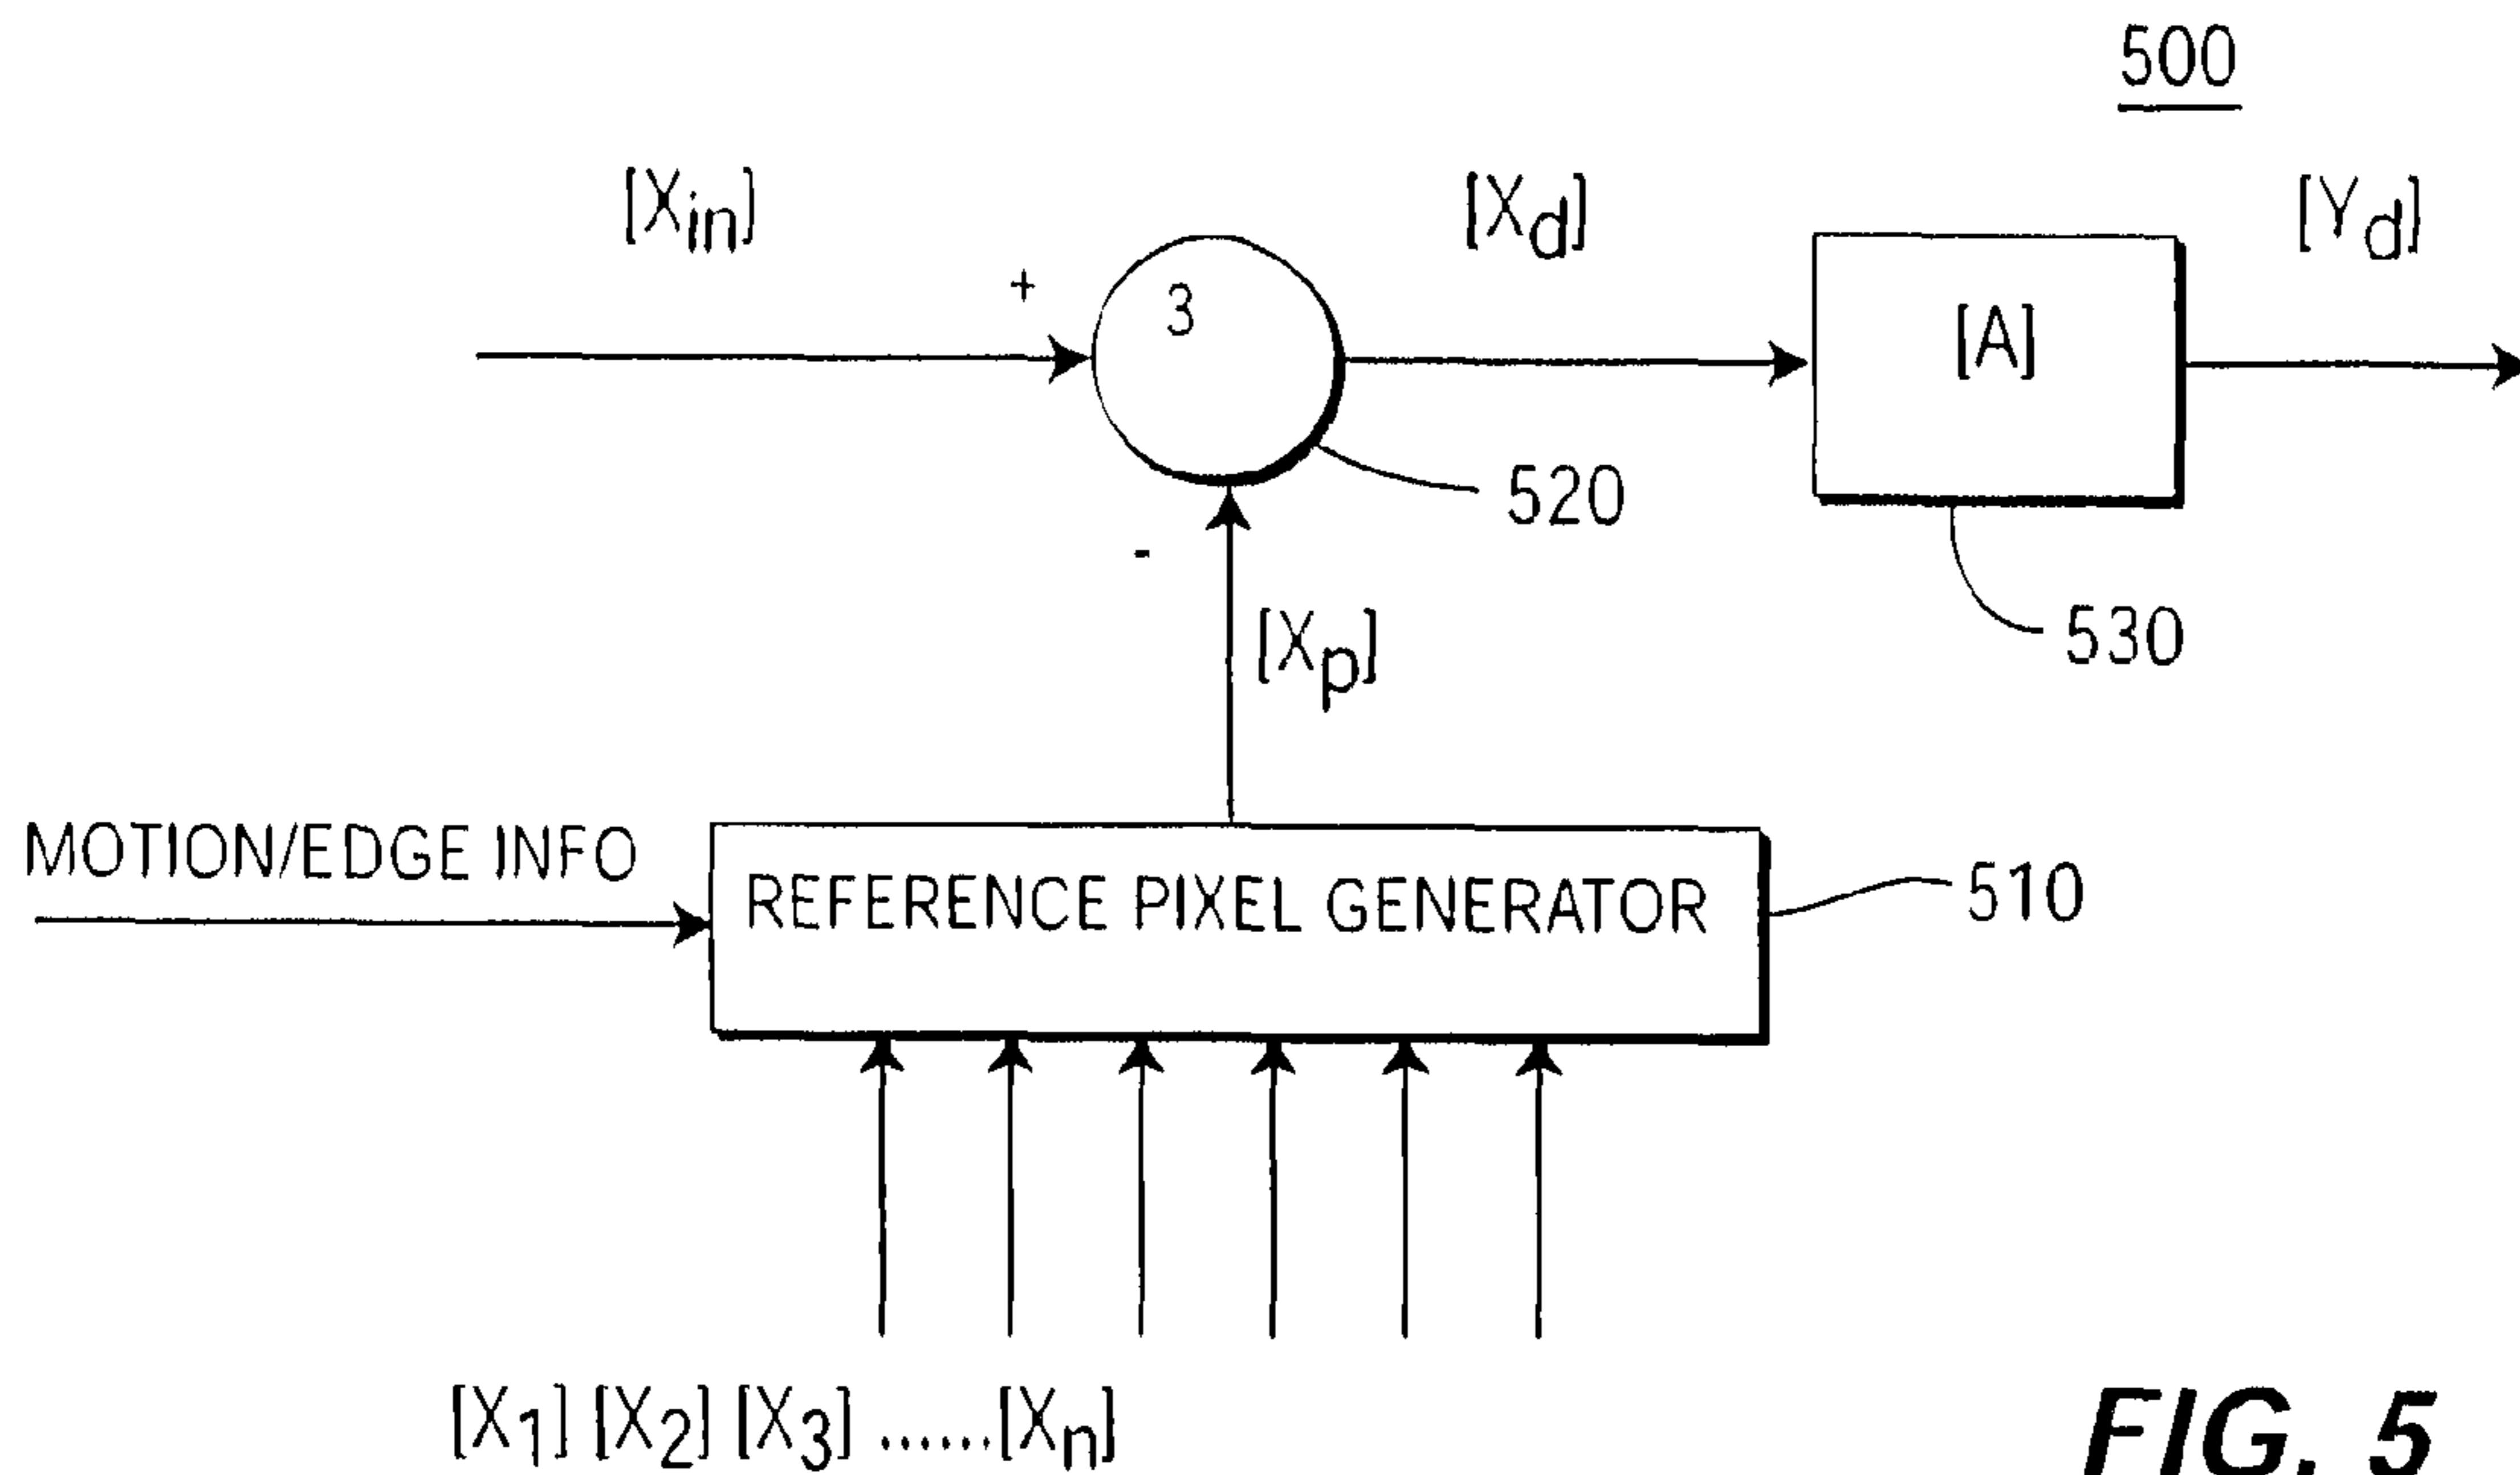 500
[Xin] [Xd] [Yd]
+
3
[A]
520
-
530
[Xp]
MOTION/EDGE INFO
REFERENCE PIXEL GENERATOR
510
[X1] [X2] [X3] ......[Xn]
FIG. 5